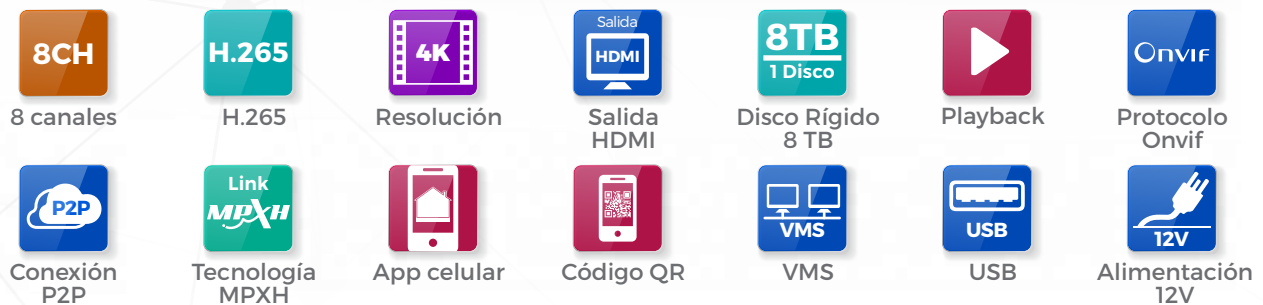 8CH
8 canales
H.265
H.265
4K
Resolución
Salida
HDMI
Salida
HDMI
8TB
1 Disco
Disco Rígido
8 TB
Playback
Onvif
Protocolo
Onvif
P2P
Conexión
P2P
Link
MPXH
Tecnología
MPXH
App celular
Código QR
VMS
VMS
USB
USB
12V
Alimentación
12V